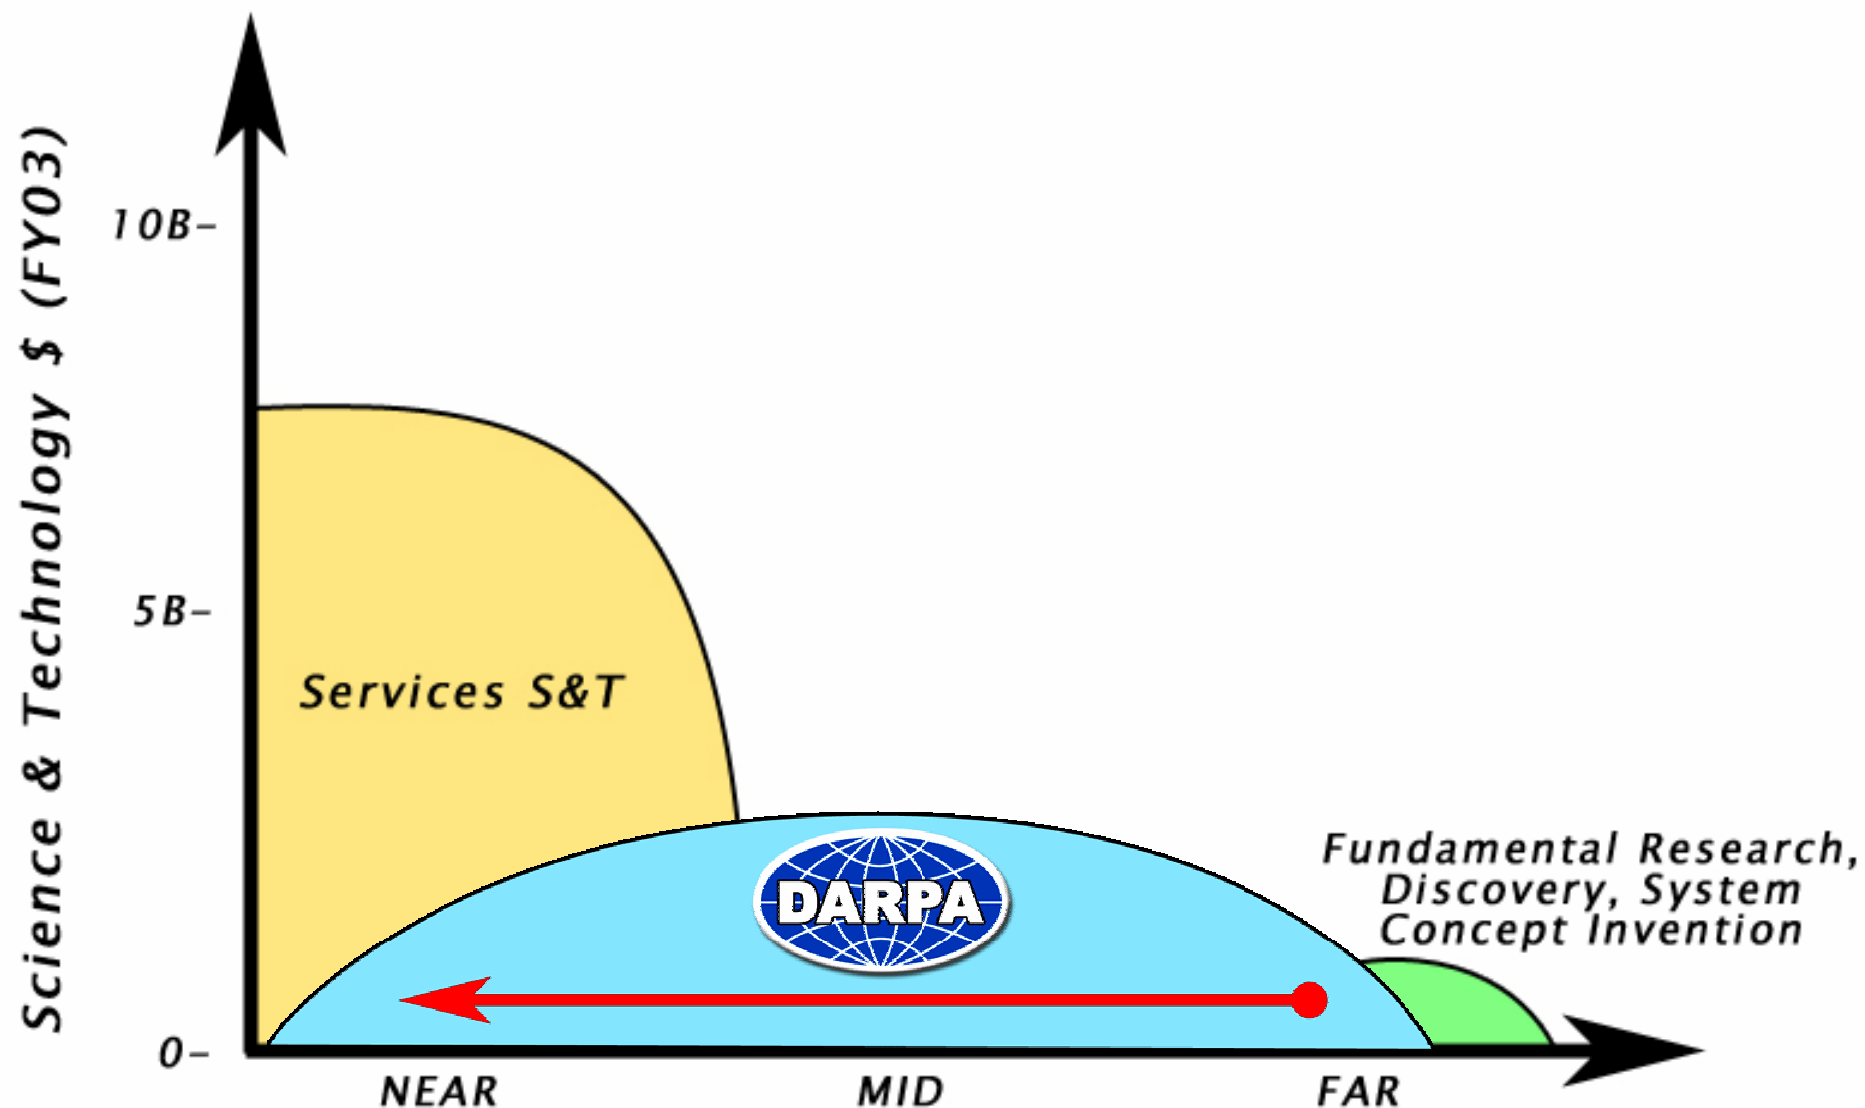 Science & Technology $ (FY03)
10B-
5B-
0-
Services S&T
DARPA
Fundamental Research,
Discovery, System
Concept Invention
NEAR
MID
FAR